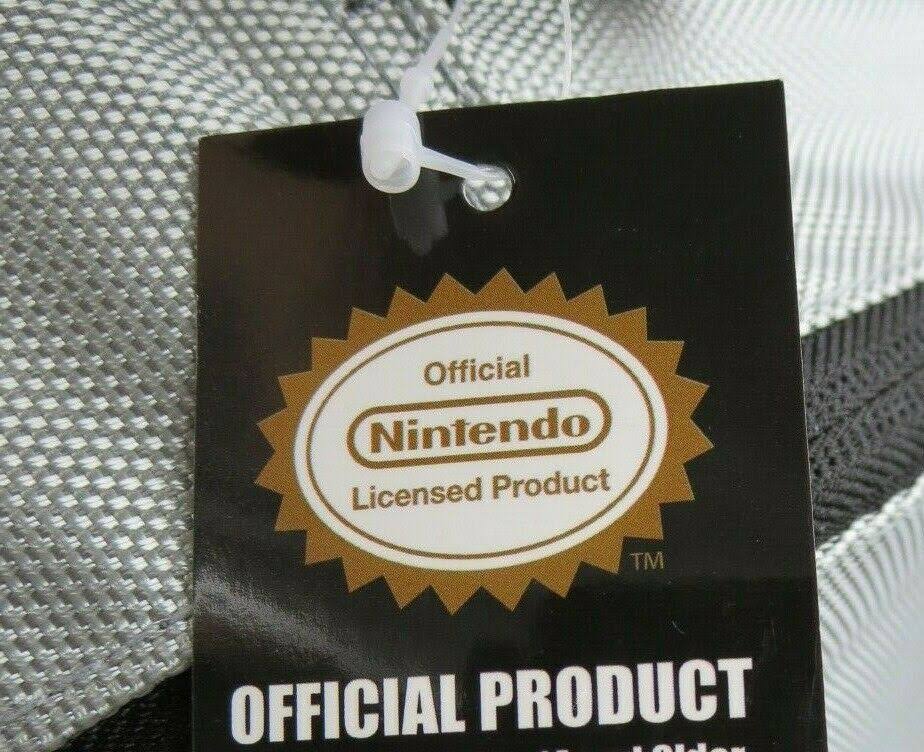 Official
Nintendo
Licensed Product
TM
OFFICIAL PRODUCT